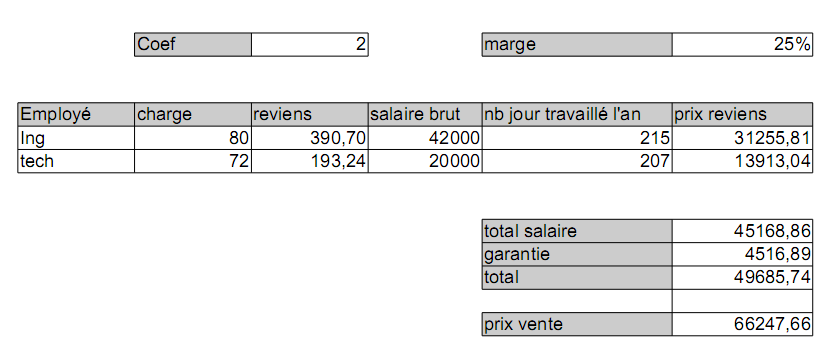 Coef 2 marge 25%
Employé charge reviens salaire brut nb jour travaillé l'an prix reviens
Ing 80 390,70 42000 215 31255,81
tech 72 193,24 20000 207 13913,04
total salaire 45168,86
garantie 4516,89
total 49685,74
prix vente 66247,66